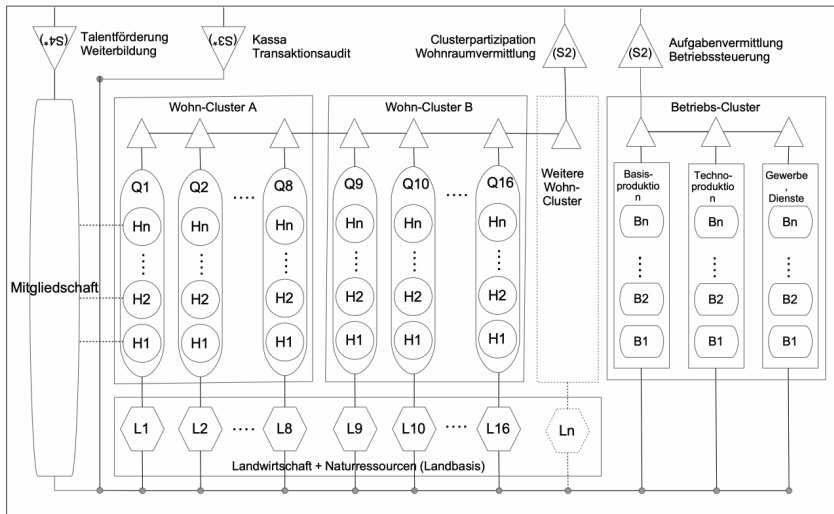 (S4*)
Talentförderung
Weiterbildung
(S3*)
Kassa
Transaktionsaudit
Clusterpartizipation
Wohnraumvermittlung
(S2)
(S2)
Aufgabenvermittlung
Betriebssteuerung
Wohn-Cluster A
Wohn-Cluster B
Betriebs-Cluster
Q1
Q2
....
Q8
Q9
Q10
....
Q16
Weitere
Wohn-
Cluster
Basis-
produktio
n
Techno-
produktio
n
Gewerbe
,
Dienste
Hn
Hn
Hn
Hn
Hn
Hn
Bn
Bn
Bn
Mitgliedschaft
H2
H2
H2
H2
H2
H2
B2
B2
B2
H1
H1
H1
H1
H1
H1
B1
B1
B1
L1
L2
....
L8
L9
L10
....
L16
Ln
Landwirtschaft + Naturressourcen (Landbasis)